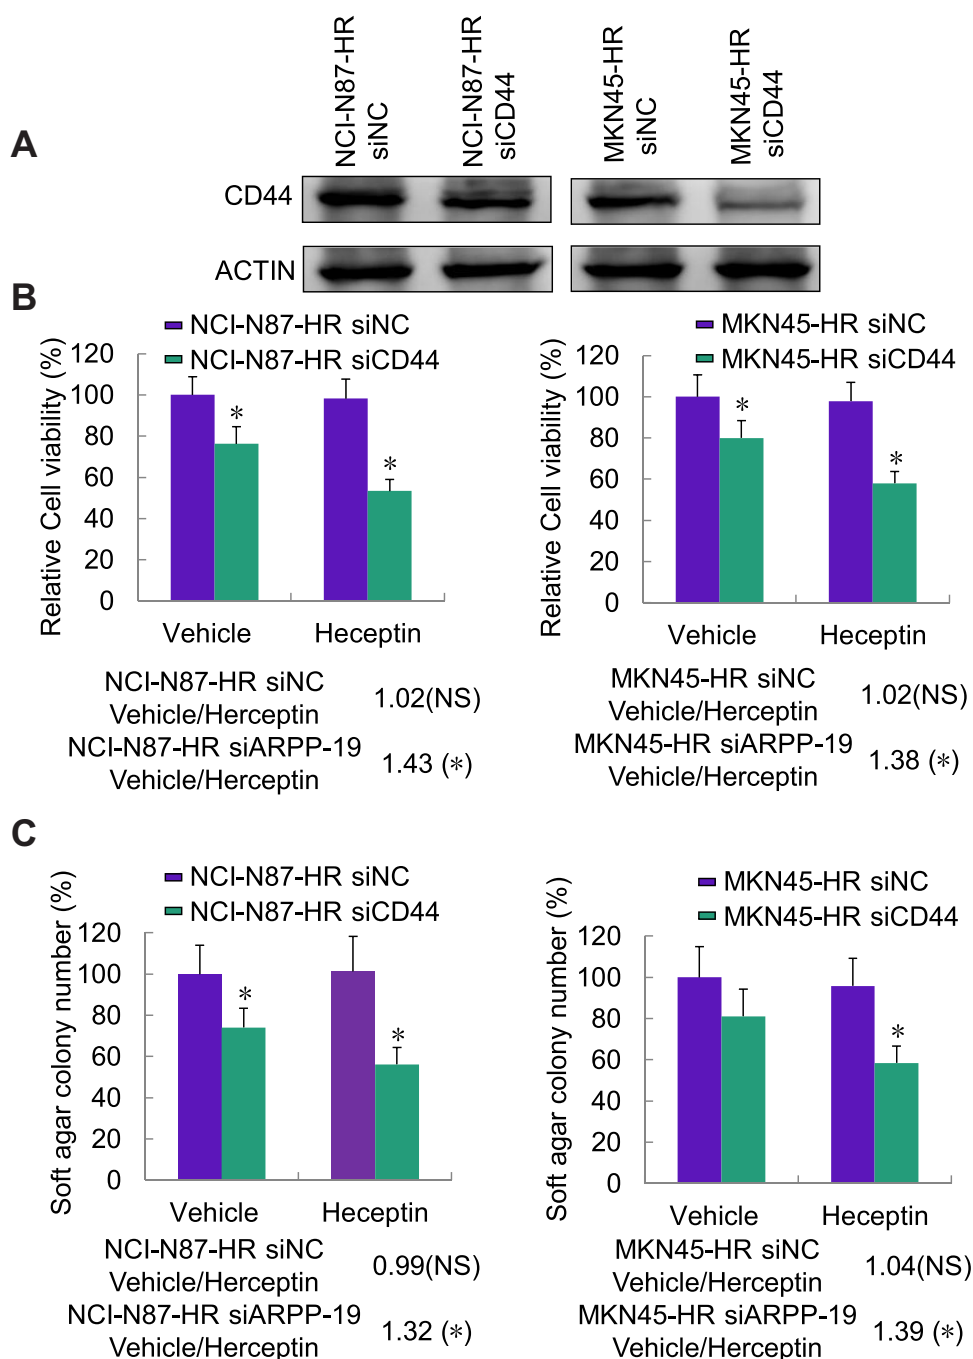 NCI-N87-HR
siNC
NCI-N87-HR
siCD44
MKN45-HR
siNC
MKN45-HR
siCD44
A
CD44
ACTIN
B
NCI-N87-HR siNC
NCI-N87-HR siCD44
Relative Cell viability (%)
120
100
80
60
40
20
0
*
*
Vehicle
Heceptin
NCI-N87-HR siNC
Vehicle/Herceptin
1.02(NS)
NCI-N87-HR siARPP-19
Vehicle/Herceptin
1.43 (*)
MKN45-HR siNC
MKN45-HR siCD44
Relative Cell viability (%)
120
100
80
60
40
20
0
*
*
Vehicle
Heceptin
MKN45-HR siNC
Vehicle/Herceptin
1.02(NS)
MKN45-HR siARPP-19
Vehicle/Herceptin
1.38 (*)
C
NCI-N87-HR siNC
NCI-N87-HR siCD44
Soft agar colony number (%)
120
100
80
60
40
20
0
*
*
Vehicle
Heceptin
NCI-N87-HR siNC
Vehicle/Herceptin
0.99(NS)
NCI-N87-HR siARPP-19
Vehicle/Herceptin
1.32 (*)
MKN45-HR siNC
MKN45-HR siCD44
Soft agar colony number (%)
120
100
80
60
40
20
0
*
Vehicle
Heceptin
MKN45-HR siNC
Vehicle/Herceptin
1.04(NS)
MKN45-HR siARPP-19
Vehicle/Herceptin
1.39 (*)